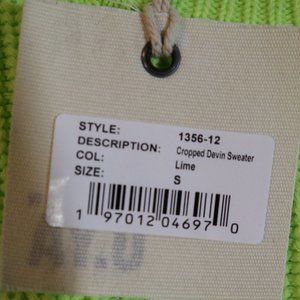 STYLE: 1356-12
DESCRIPTION: Cropped Devin Sweater
COL: Lime
SIZE: S
1 97012 04697 0